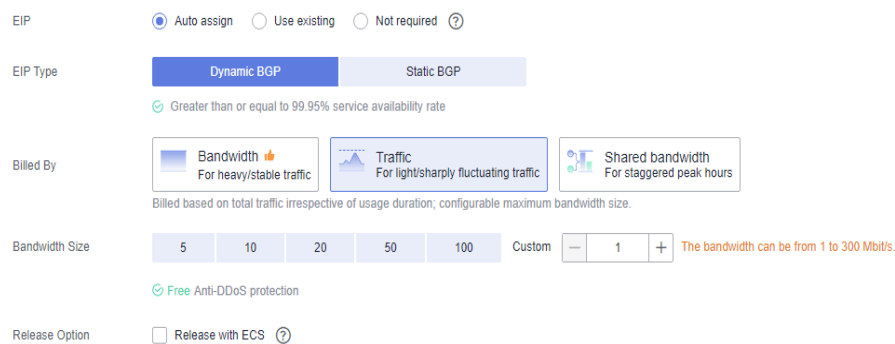 EIP Auto assign Use existing Not required ?
EIP Type Dynamic BGP Static BGP
Greater than or equal to 99.95% service availability rate
Billed By Bandwidth Traffic Shared bandwidth
For heavy/stable traffic For light/sharply fluctuating traffic For staggered peak hours
Billed based on total traffic irrespective of usage duration; configurable maximum bandwidth size.
Bandwidth Size 5 10 20 50 100 Custom − 1 + The bandwidth can be from 1 to 300 Mbit/s.
Free Anti-DDoS protection
Release Option Release with ECS ?